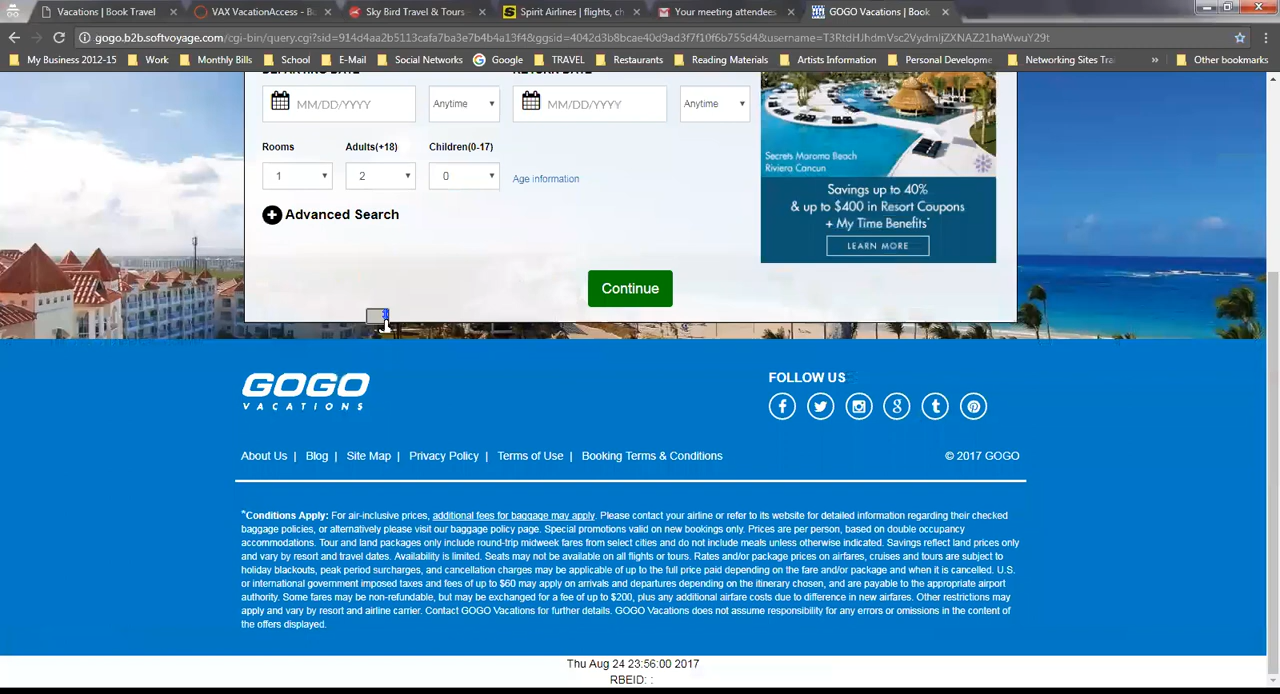 Vacations | Book Travel
VAX VacationAccess - B
Sky Bird Travel & Tours
Spirit Airlines | flights, ch
Your meeting attendees
GOGO Vacations | Book
gogo.b2b.softvoyage.com/cgi-bin/query.cgi?
My Business 2012-15 Work Monthly Bills School E-Mail Social Networks Google TRAVEL Restaurants Reading Materials Artists Information Personal Developme Networking Sites Tra » Other bookmarks
MM/DD/YYYY Anytime MM/DD/YYYY Anytime
Rooms Adults(+18) Children(0-17)
1 2 0 Age information
Advanced Search
Continue
Secrets Maroma Beach
Riviera Cancun
Savings up to 40%
& up to $400 in Resort Coupons
+ My Time Benefits*
LEARN MORE
GOGO
VACATIONS
FOLLOW US
About Us | Blog | Site Map | Privacy Policy | Terms of Use | Booking Terms & Conditions
© 2017 GOGO
*Conditions Apply: For air-inclusive prices, additional fees for baggage may apply. Please contact your airline or refer to its website for detailed information regarding their checked
baggage policies, or alternatively please visit our baggage policy page. Special promotions valid on new bookings only. Prices are per person, based on double occupancy
accommodations. Tour and land packages only include round-trip midweek fares from select cities and do not include meals unless otherwise indicated. Savings reflect land prices only
and vary by resort and travel dates. Availability is limited. Seats may not be available on all flights or tours. Rates and/or package prices on airfares, cruises and tours are subject to
holiday blackouts, peak period surcharges, and cancellation charges may be applicable of up to the full price paid depending on the fare and/or package and when it is cancelled. U.S.
or international government imposed taxes and fees of up to $60 may apply on arrivals and departures depending on the itinerary chosen, and are payable to the appropriate airport
authority. Some fares may be non-refundable, but may be exchanged for a fee of up to $200, plus any additional airfare costs due to difference in new airfares. Other restrictions may
apply and vary by resort and airline carrier. Contact GOGO Vacations for further details. GOGO Vacations does not assume responsibility for any errors or omissions in the content of
the offers displayed.
Thu Aug 24 23:56:00 2017
RBEID: :